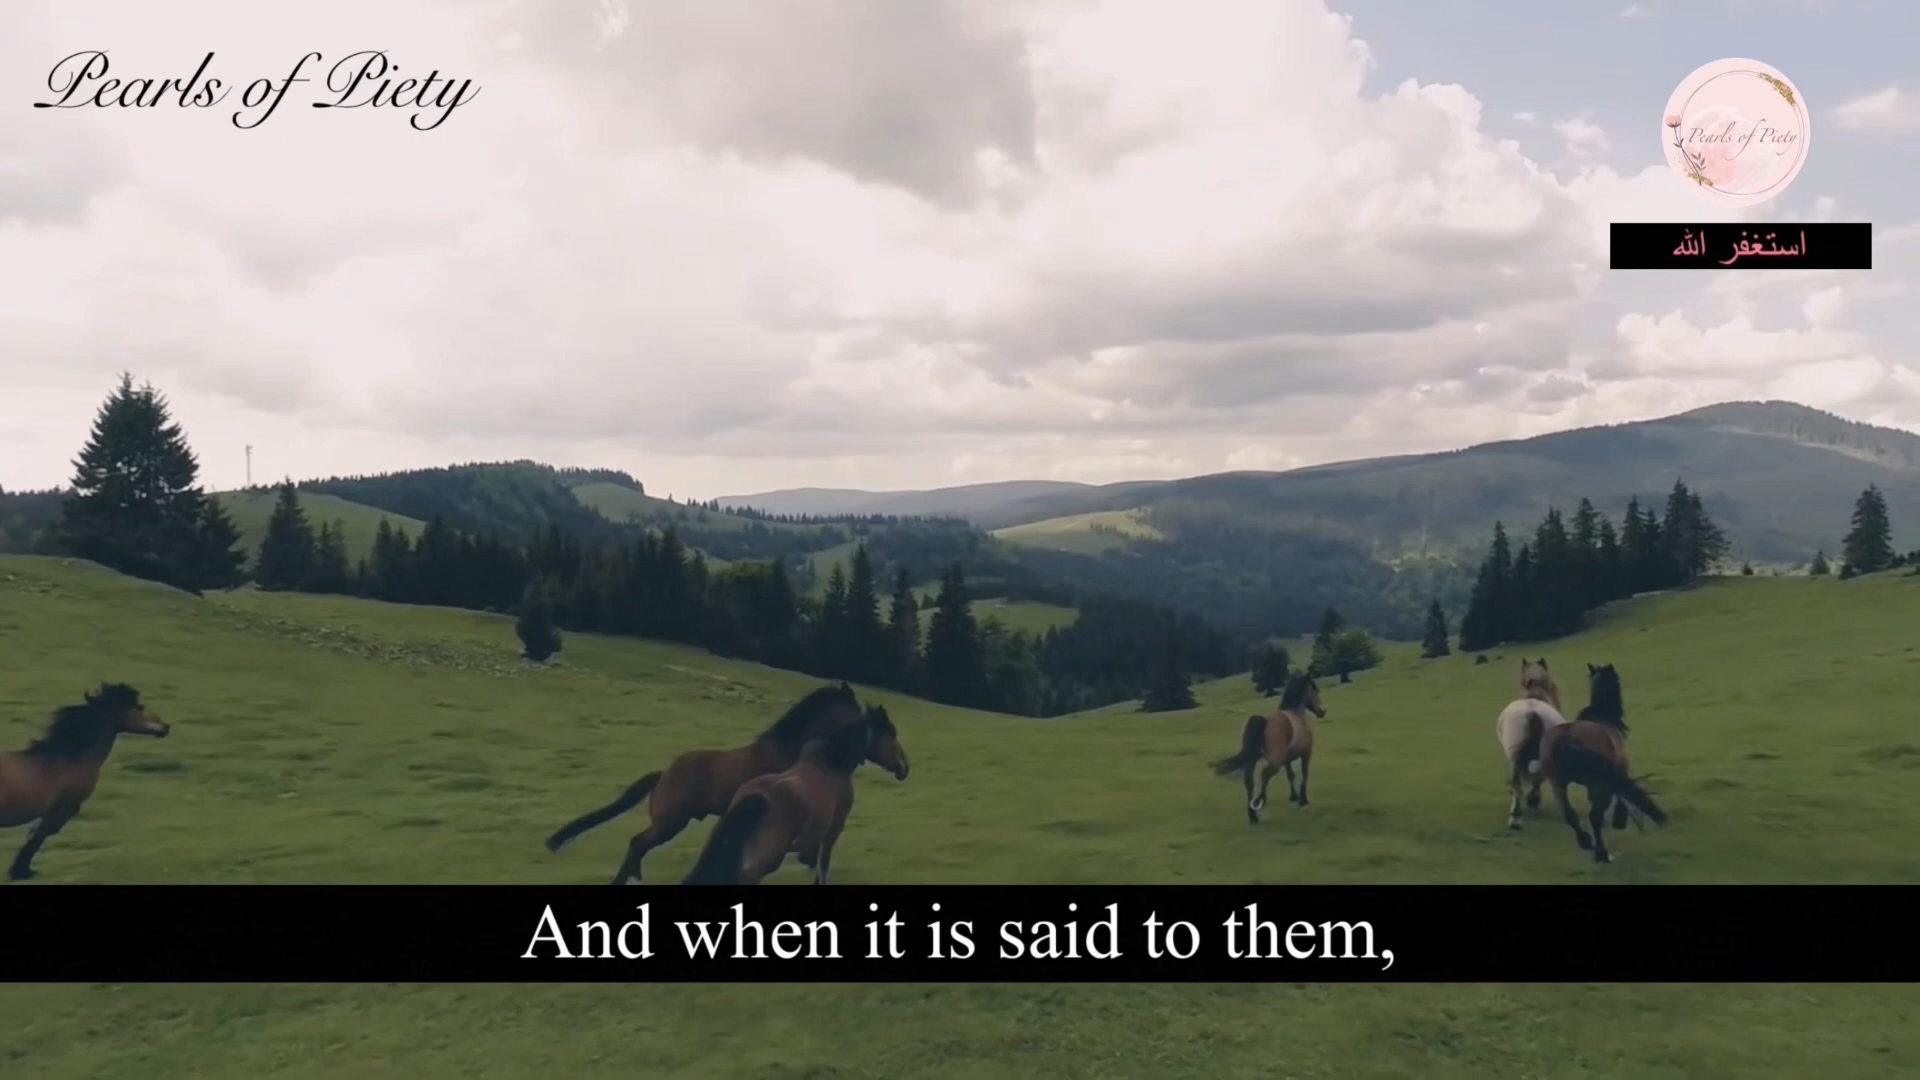 Pearls of Piety
Pearls of Piety
استغفر الله
And when it is said to them,